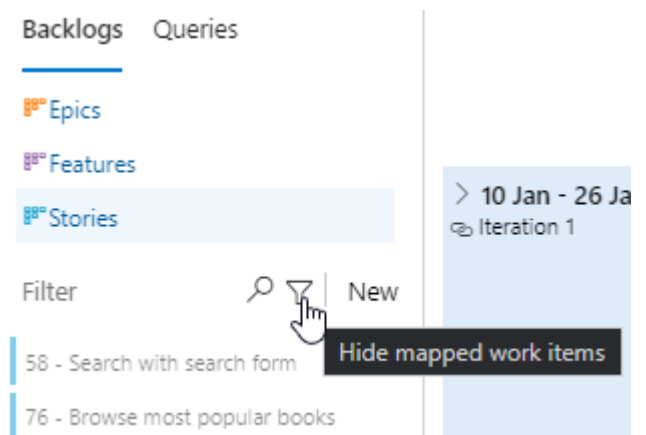 Backlogs Queries
Epics
Features
Stories
10 Jan - 26 Ja
Iteration 1
Filter New
Hide mapped work items
58 - Search with search form
76 - Browse most popular books